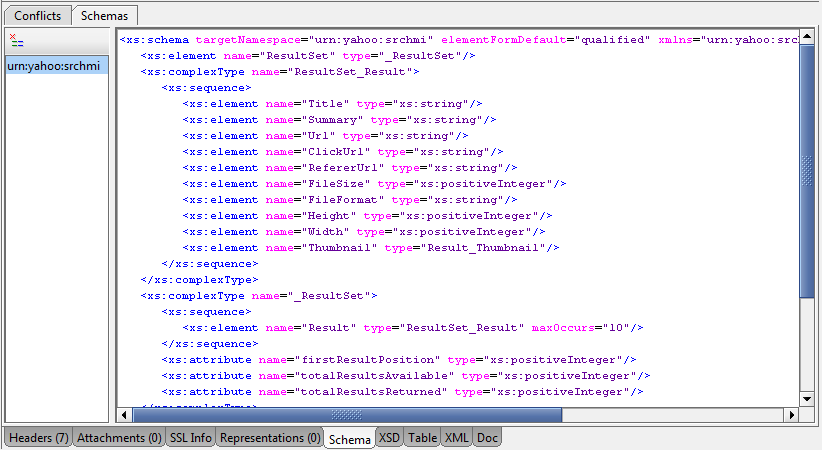 Conflicts Schemas
urn:yahoo:srchmi
<xs:schema targetNamespace="urn:yahoo:srchmi" elementFormDefault="qualified" xmlns="urn:yahoo:srch
<xs:element name="ResultSet" type="_ResultSet"/>
<xs:complexType name="ResultSet_Result">
<xs:sequence>
<xs:element name="Title" type="xs:string"/>
<xs:element name="Summary" type="xs:string"/>
<xs:element name="Url" type="xs:string"/>
<xs:element name="ClickUrl" type="xs:string"/>
<xs:element name="RefererUrl" type="xs:string"/>
<xs:element name="FileSize" type="xs:positiveInteger"/>
<xs:element name="FileFormat" type="xs:string"/>
<xs:element name="Height" type="xs:positiveInteger"/>
<xs:element name="Width" type="xs:positiveInteger"/>
<xs:element name="Thumbnail" type="Result_Thumbnail"/>
</xs:sequence>
</xs:complexType>
<xs:complexType name="_ResultSet">
<xs:sequence>
<xs:element name="Result" type="ResultSet_Result" maxOccurs="10"/>
</xs:sequence>
<xs:attribute name="firstResultPosition" type="xs:positiveInteger"/>
<xs:attribute name="totalResultsAvailable" type="xs:positiveInteger"/>
<xs:attribute name="totalResultsReturned" type="xs:positiveInteger"/>
</xs:complexType>
Headers (7) Attachments (0) SSL Info Representations (0) Schema XSD Table XML Doc